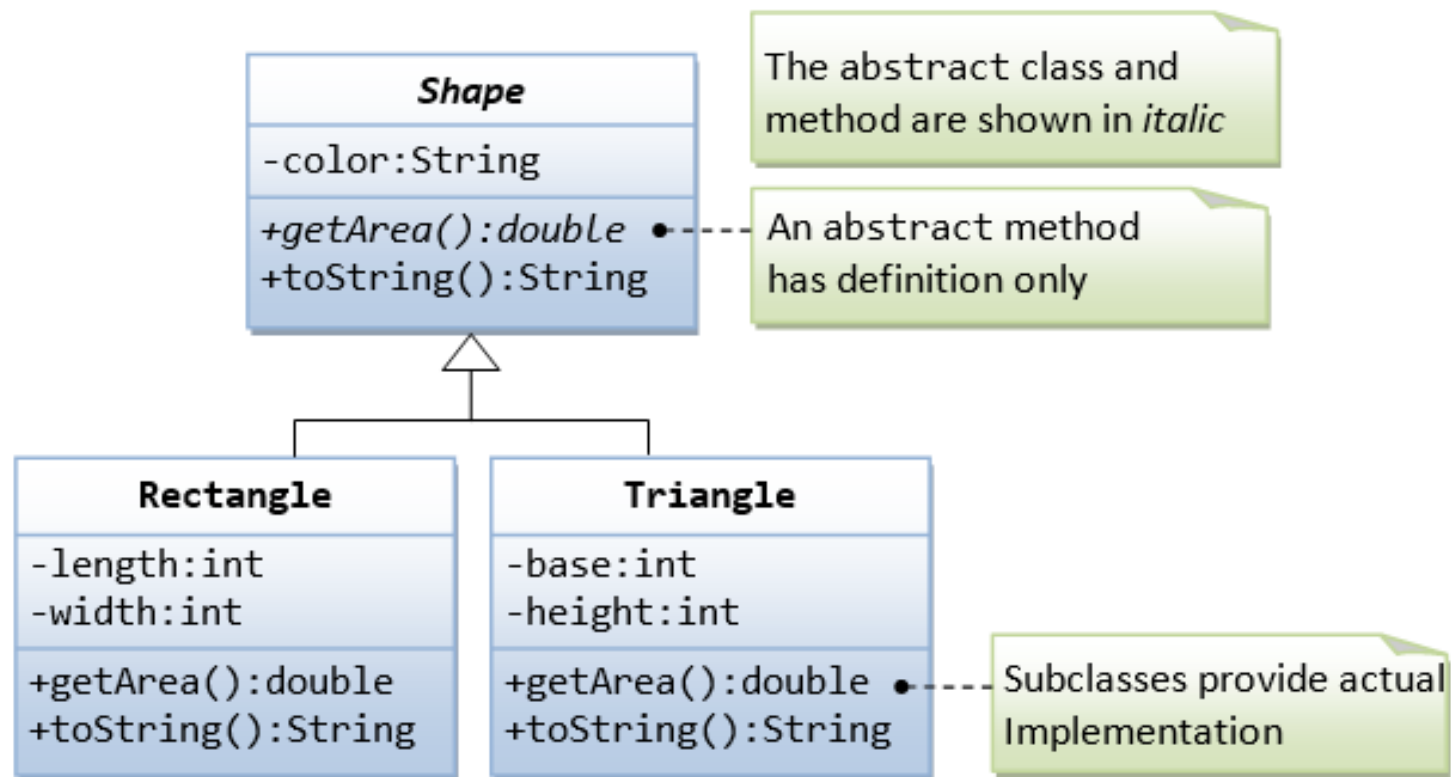 Shape
-color:String
+getArea():double
+toString():String
The abstract class and
method are shown in italic
An abstract method
has definition only
Rectangle
-length:int
-width:int
+getArea():double
+toString():String
Triangle
-base:int
-height:int
+getArea():double
+toString():String
Subclasses provide actual
Implementation